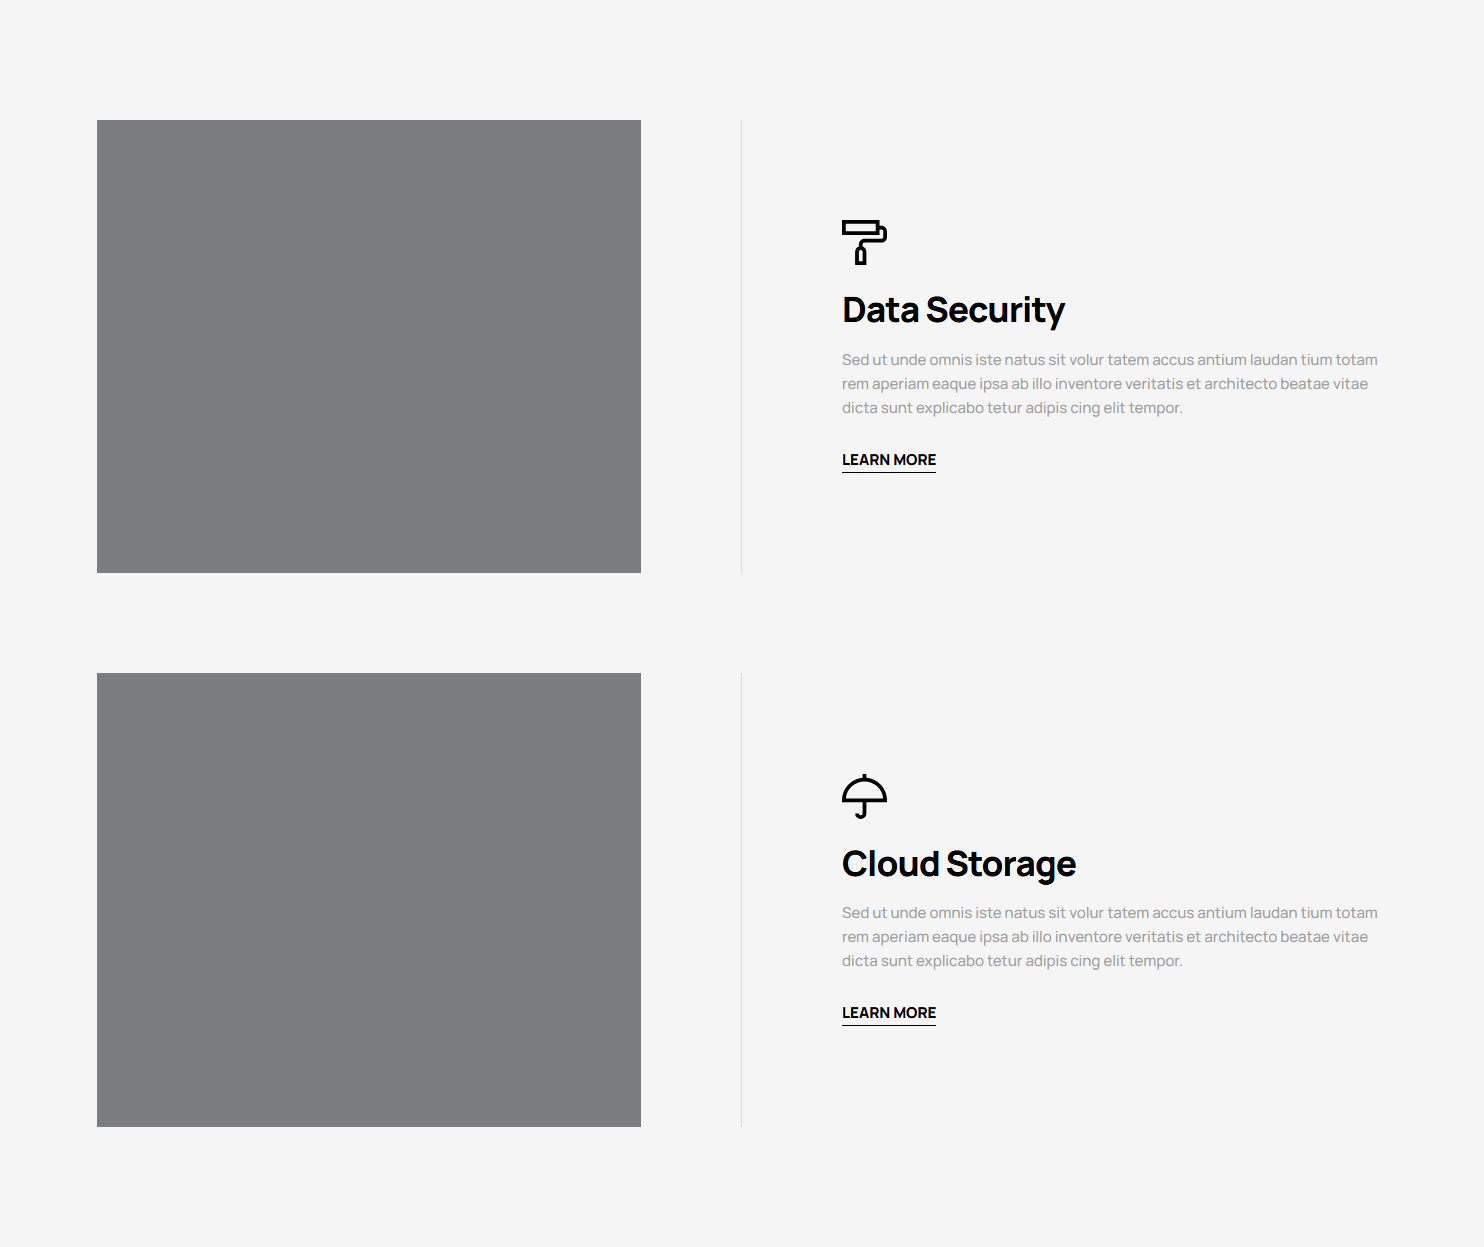 Data Security
Sed ut unde omnis iste natus sit volur tatem accus antium laudan tium totam
rem aperiam eaque ipsa ab illo inventore veritatis et architecto beatae vitae
dicta sunt explicabo tetur adipis cing elit tempor.
LEARN MORE
Cloud Storage
Sed ut unde omnis iste natus sit volur tatem accus antium laudan tium totam
rem aperiam eaque ipsa ab illo inventore veritatis et architecto beatae vitae
dicta sunt explicabo tetur adipis cing elit tempor.
LEARN MORE